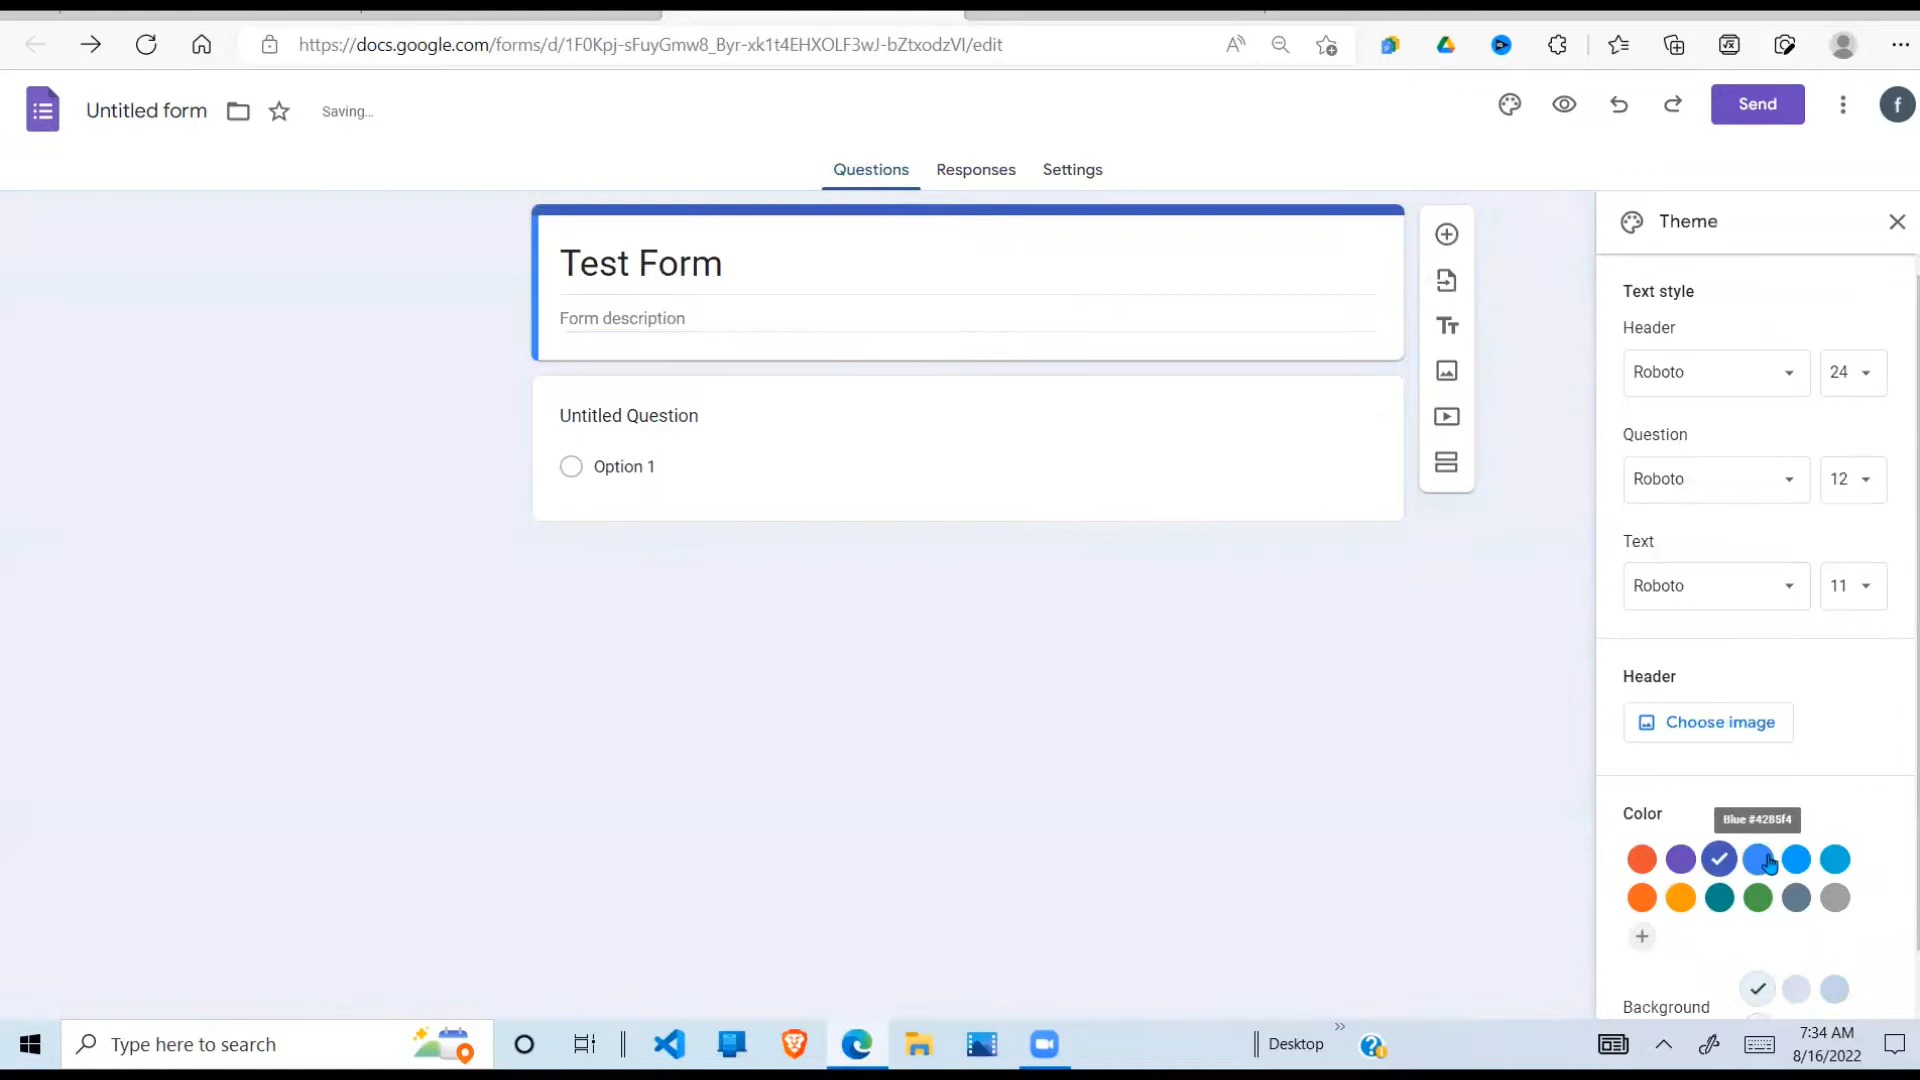 https://docs.google.com/forms/d/1F0Kpj-sFuyGmw8_Byr-xk1t4EHXOLF3wJ-bZtxodzVI/edit
Untitled form
Saving...
Send
f
Questions
Responses
Settings
Theme
Test Form
Form description
Untitled Question
Option 1
Text style
Header
Roboto
24
Question
Roboto
12
Text
Roboto
11
Header
Choose image
Color
Blue #4285f4
Background
Type here to search
Desktop
7:34 AM
8/16/2022